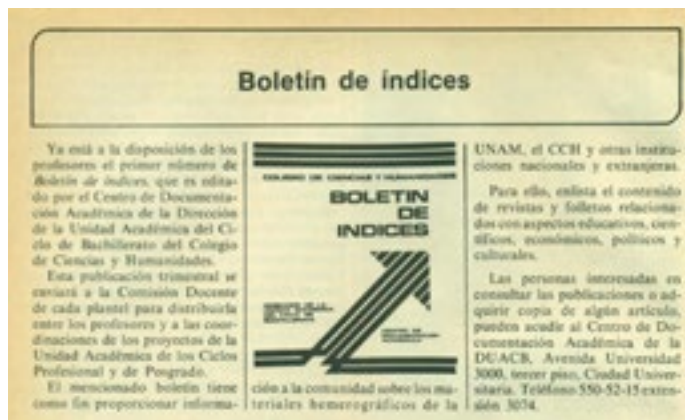 Boletín de índices
Ya está a la disposición de los
profesores el primer número de
Boletín de índices, que es edita-
do por el Centro de Documenta-
ción Académica de la Dirección
de la Unidad Académica del Ci-
clo de Bachillerato del Colegio
de Ciencias y Humanidades.
Esta publicación trimestral se
enviará a la Comisión Docente
de cada plantel para distribuirla
entre los profesores y a las coor-
dinaciones de los proyectos de la
Unidad Académica de los Ciclos
Profesional y de Posgrado.
El mencionado boletín tiene
como fin proporcionar informa-
COLEGIO DE CIENCIAS Y HUMANIDADES
BOLETIN
DE
INDICES
ción a la comunidad sobre los ma-
teriales hemerográficos de la
UNAM, el CCH y otras institu-
ciones nacionales y extranjeras.
Para ello, enlista el contenido
de revistas y folletos relaciona-
dos con aspectos educativos, cien-
tíficos, económicos, políticos y
culturales.
Las personas interesadas en
consultar las publicaciones o ad-
quirir copia de algún artículo,
pueden acudir al Centro de Do-
cumentación Académica de la
DUACB, Avenida Universidad
3000, tercer piso, Ciudad Univer-
sitaria. Teléfono 550-52-15 exten-
sión 3074.